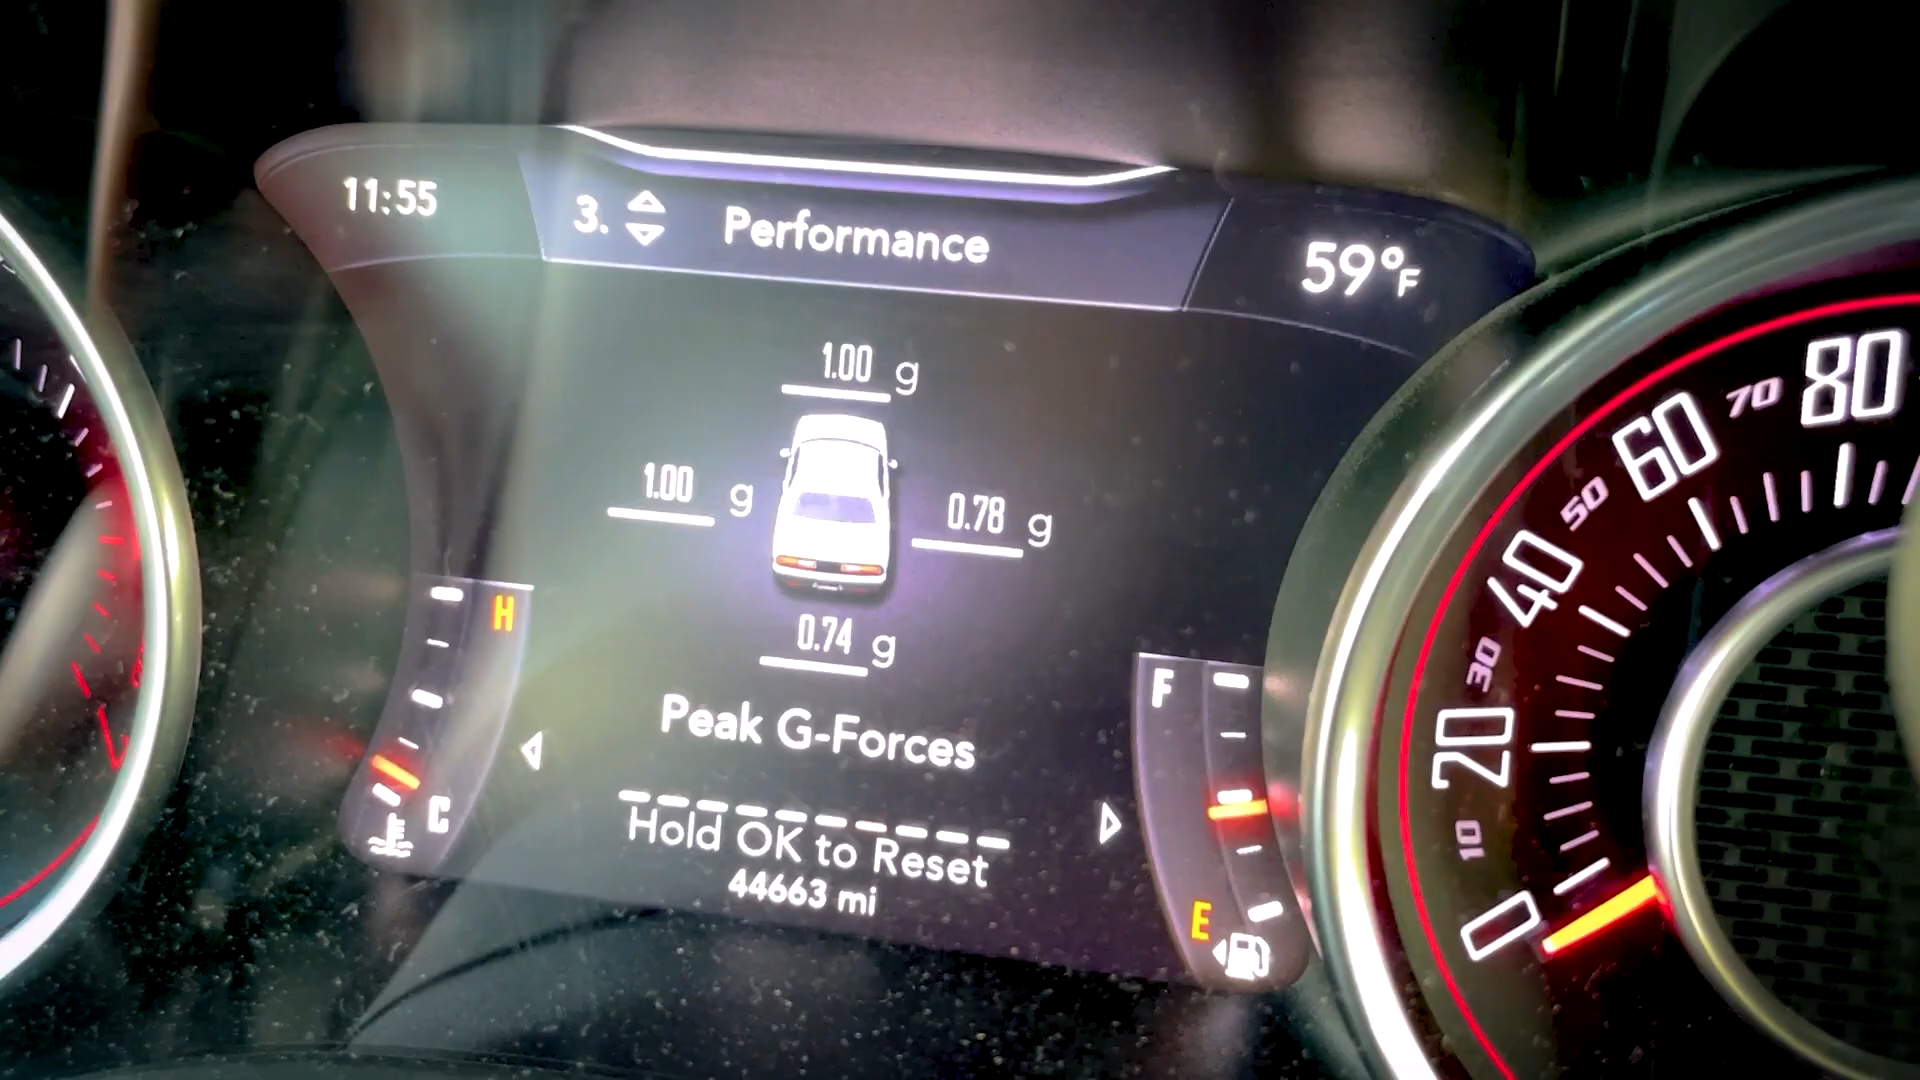 11:55
3. Performance
59°F
1.00 g
1.00 g
0.78 g
0.74 g
Peak G-Forces
Hold OK to Reset
44663 mi
H
C
F
E
0
10
20
30
40
50
60
70
80